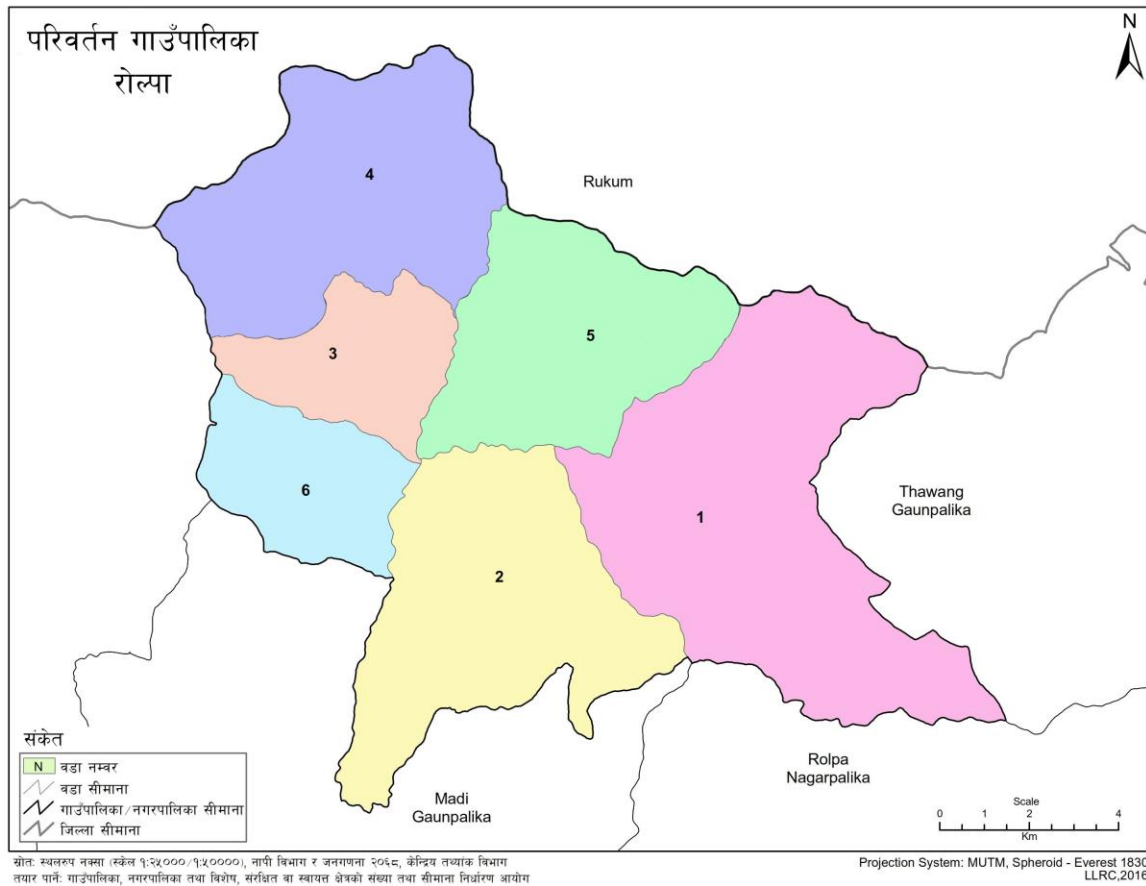 परिवर्तन गाउँपालिका
रोल्पा
N
4
Rukum
5
3
Thawang
Gaunpalika
6
1
2
संकेत
N वडा नम्बर
वडा सीमाना
गाउँपालिका/नगरपालिका सीमाना
जिल्ला सीमाना
Madi
Gaunpalika
Rolpa
Nagarpalika
Scale
0 1 2 4
Km
स्रोतः स्थलरुप नक्सा (स्केल १:२५०००/१:५००००), नापी विभाग र जनगणना २०६८, केन्द्रिय तथ्यांक विभाग
तयार पार्नेः गाउँपालिका, नगरपालिका तथा विशेष, संरक्षित वा स्वायत्त क्षेत्रको संख्या तथा सीमाना निर्धारण आयोग
Projection System: MUTM, Spheroid - Everest 1830
LLRC,2016